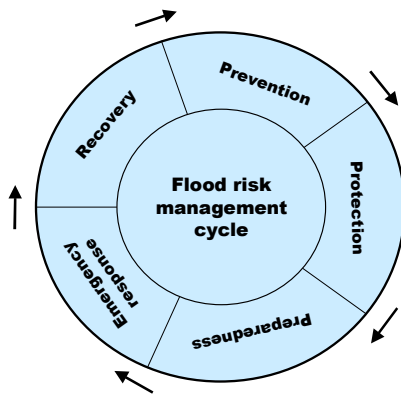 Prevention
Protection
Preparedness
Emergency
response
Recovery
Flood risk
management
cycle